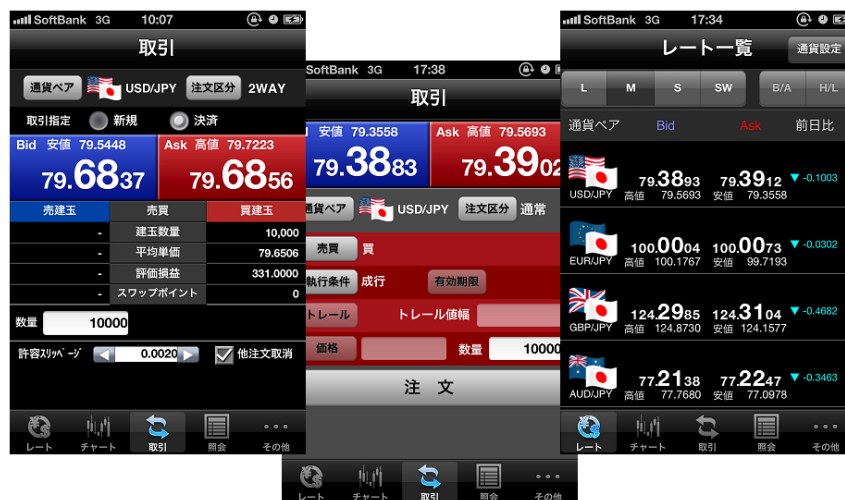 SoftBank 3G 10:07
取引
通貨ペア USD/JPY 注文区分 2WAY
取引指定 新規 決済
Bid 安値 79.5448 Ask 高値 79.7223
79.6837 79.6856
売建玉 売買 買建玉
- 建玉数量 10,000
- 平均単価 79.6506
- 評価損益 331.0000
- スワップポイント 0
数量 10000
許容スリッページ 0.0020 他注文取消
レート チャート 取引 照会 その他
SoftBank 3G 17:38
取引
安値 79.3558 Ask 高値 79.5693
79.3883 79.3902
通貨ペア USD/JPY 注文区分 通常
売買 買
執行条件 成行 有効期限
トレール トレール値幅
価格 数量 10000
注 文
レート チャート 取引 照会 その他
SoftBank 3G 17:34
レート一覧 通貨設定
L M S SW B/A H/L
通貨ペア Bid Ask 前日比
79.3893 79.3912 ▼ -0.1003
USD/JPY 高値 79.5693 安値 79.3558
100.0004 100.0073 ▼ -0.0302
EUR/JPY 高値 100.1767 安値 99.7193
124.2985 124.3104 ▼ -0.4682
GBP/JPY 高値 124.8730 安値 124.1577
77.2138 77.2247 ▼ -0.3463
AUD/JPY 高値 77.7680 安値 77.0978
レート チャート 取引 照会 その他